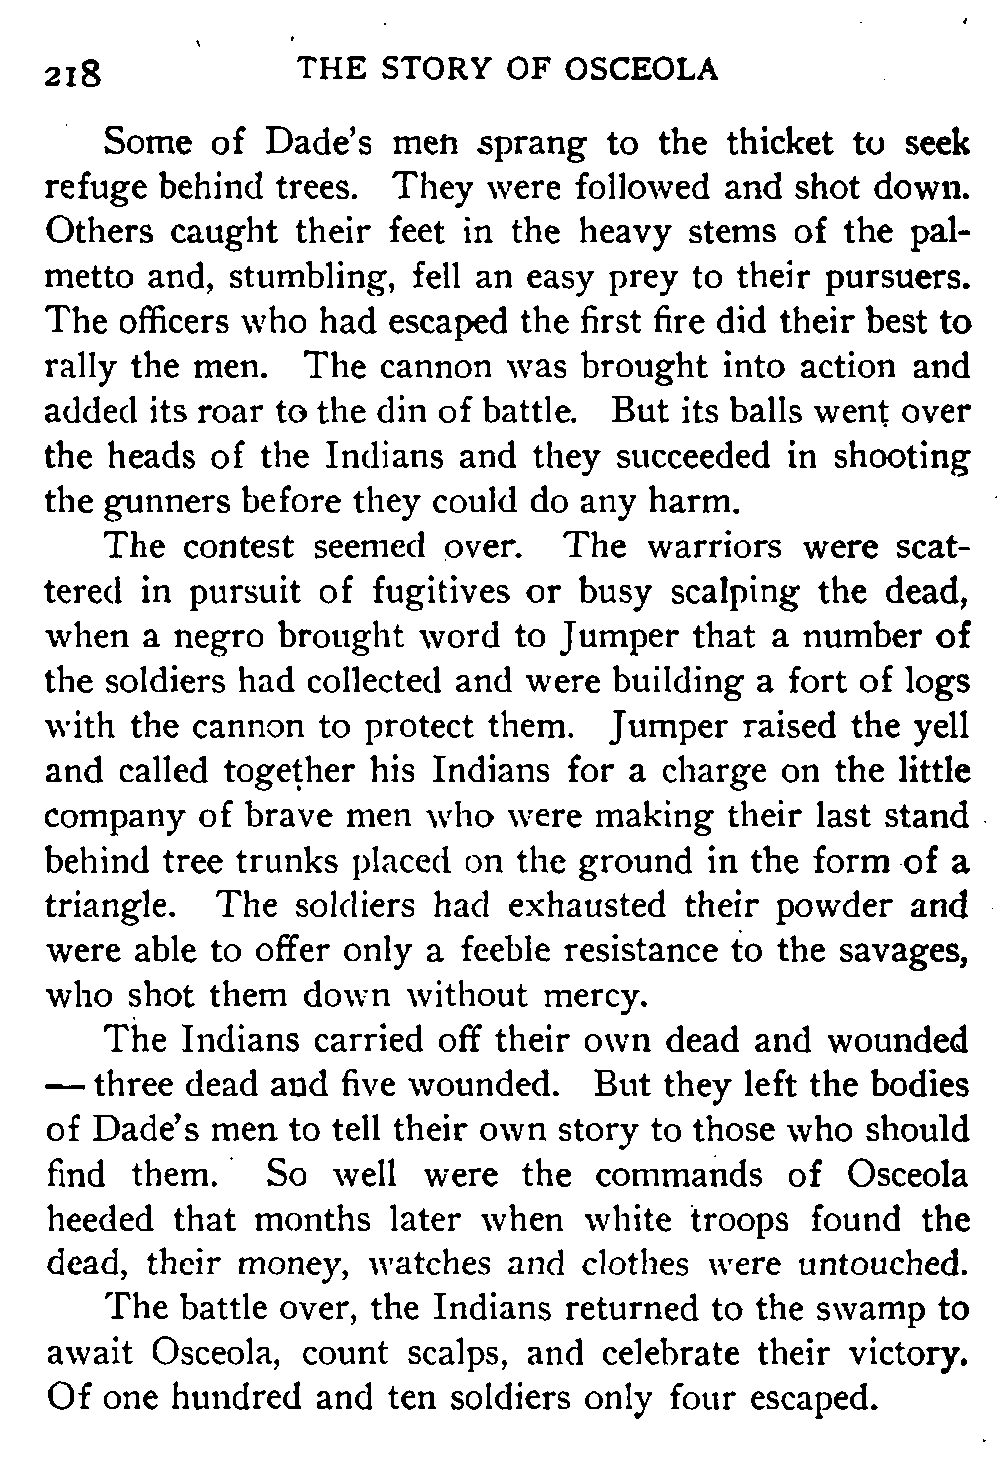 218 THE STORY OF OSCEOLA
Some of Dade's men sprang to the thicket to seek
refuge behind trees. They were followed and shot down.
Others caught their feet in the heavy stems of the pal-
metto and, stumbling, fell an easy prey to their pursuers.
The officers who had escaped the first fire did their best to
rally the men. The cannon was brought into action and
added its roar to the din of battle. But its balls went over
the heads of the Indians and they succeeded in shooting
the gunners before they could do any harm.
The contest seemed over. The warriors were scat-
tered in pursuit of fugitives or busy scalping the dead,
when a negro brought word to Jumper that a number of
the soldiers had collected and were building a fort of logs
with the cannon to protect them. Jumper raised the yell
and called together his Indians for a charge on the little
company of brave men who were making their last stand
behind tree trunks placed on the ground in the form of a
triangle. The soldiers had exhausted their powder and
were able to offer only a feeble resistance to the savages,
who shot them down without mercy.
The Indians carried off their own dead and wounded
— three dead and five wounded. But they left the bodies
of Dade's men to tell their own story to those who should
find them. So well were the commands of Osceola
heeded that months later when white troops found the
dead, their money, watches and clothes were untouched.
The battle over, the Indians returned to the swamp to
await Osceola, count scalps, and celebrate their victory.
Of one hundred and ten soldiers only four escaped.